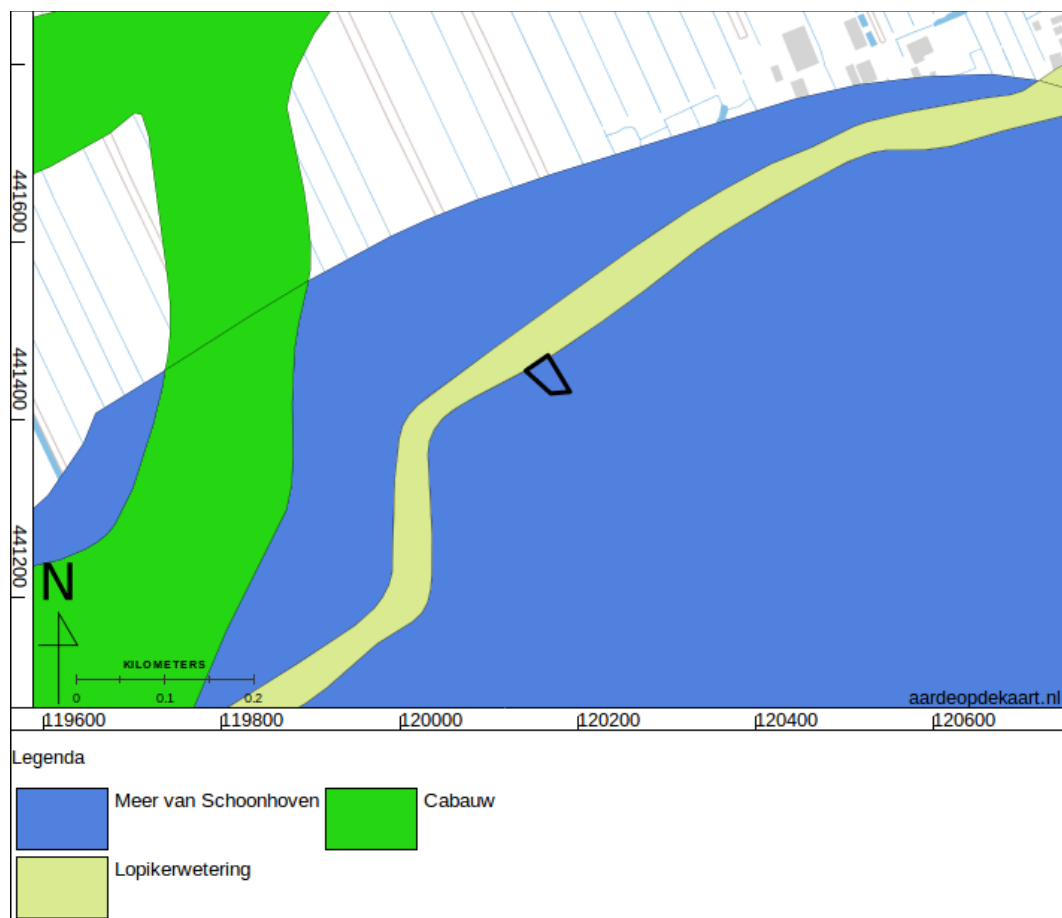 441600
441400
441200
N
KILOMETERS
0 0.1 0.2
aardeopdekaart.nl
119600 119800 120000 120200 120400 120600
Legenda
Meer van Schoonhoven Cabauw
Lopikerwetering